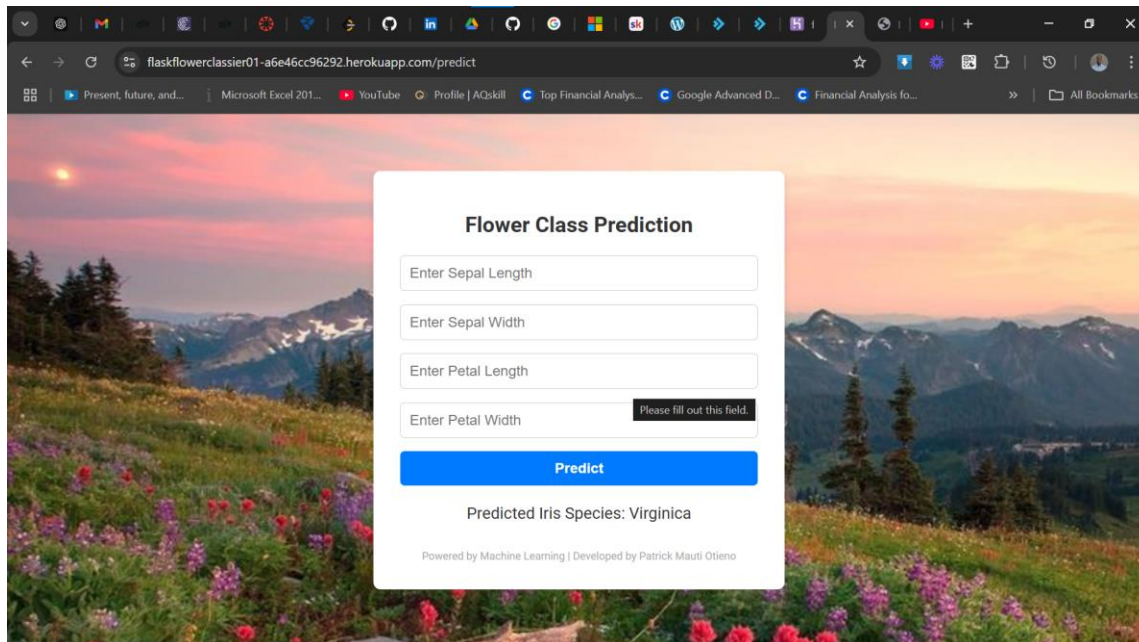 flaskflowerclassier01-a6e46cc96292.herokuapp.com/predict
Present, future, and... Microsoft Excel 201... YouTube Profile | AQskill Top Financial Analys... Google Advanced D... Financial Analysis fo... » All Bookmarks
Flower Class Prediction
Enter Sepal Length
Enter Sepal Width
Enter Petal Length
Please fill out this field.
Enter Petal Width
Predict
Predicted Iris Species: Virginica
Powered by Machine Learning | Developed by Patrick Mauti Otieno